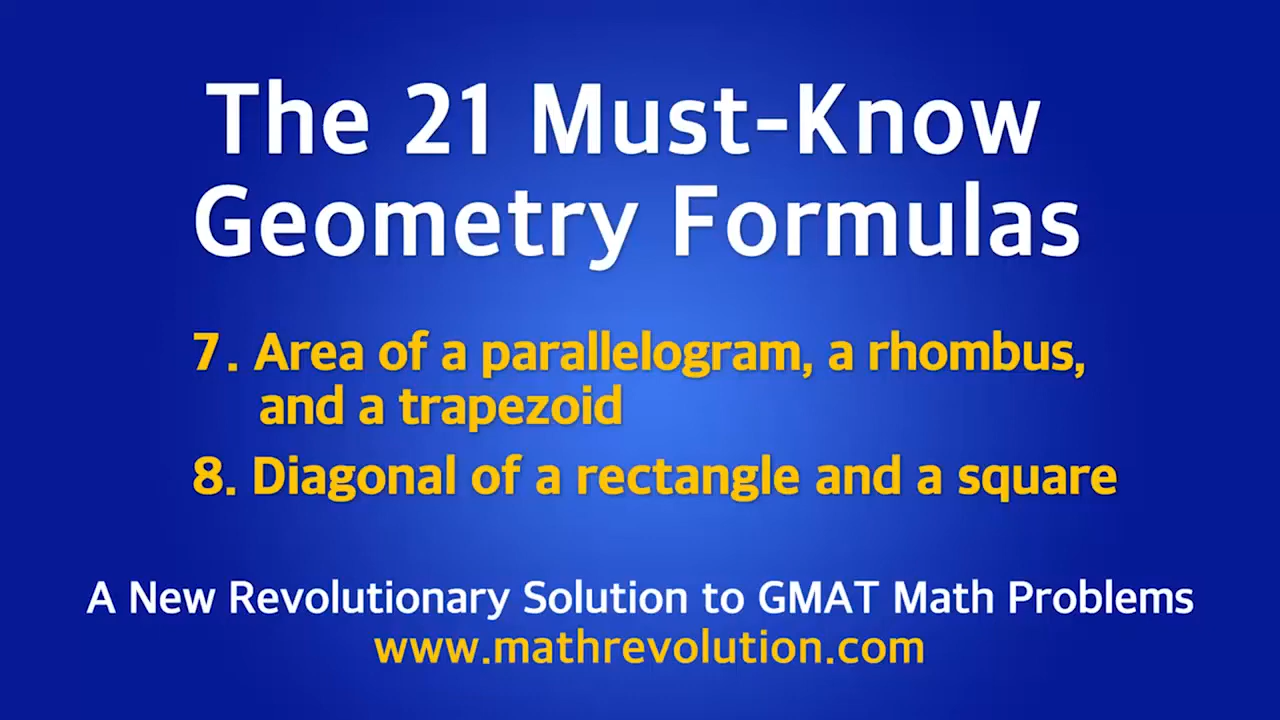 The 21 Must-Know
Geometry Formulas
7. Area of a parallelogram, a rhombus,
and a trapezoid
8. Diagonal of a rectangle and a square
A New Revolutionary Solution to GMAT Math Problems
www.mathrevolution.com